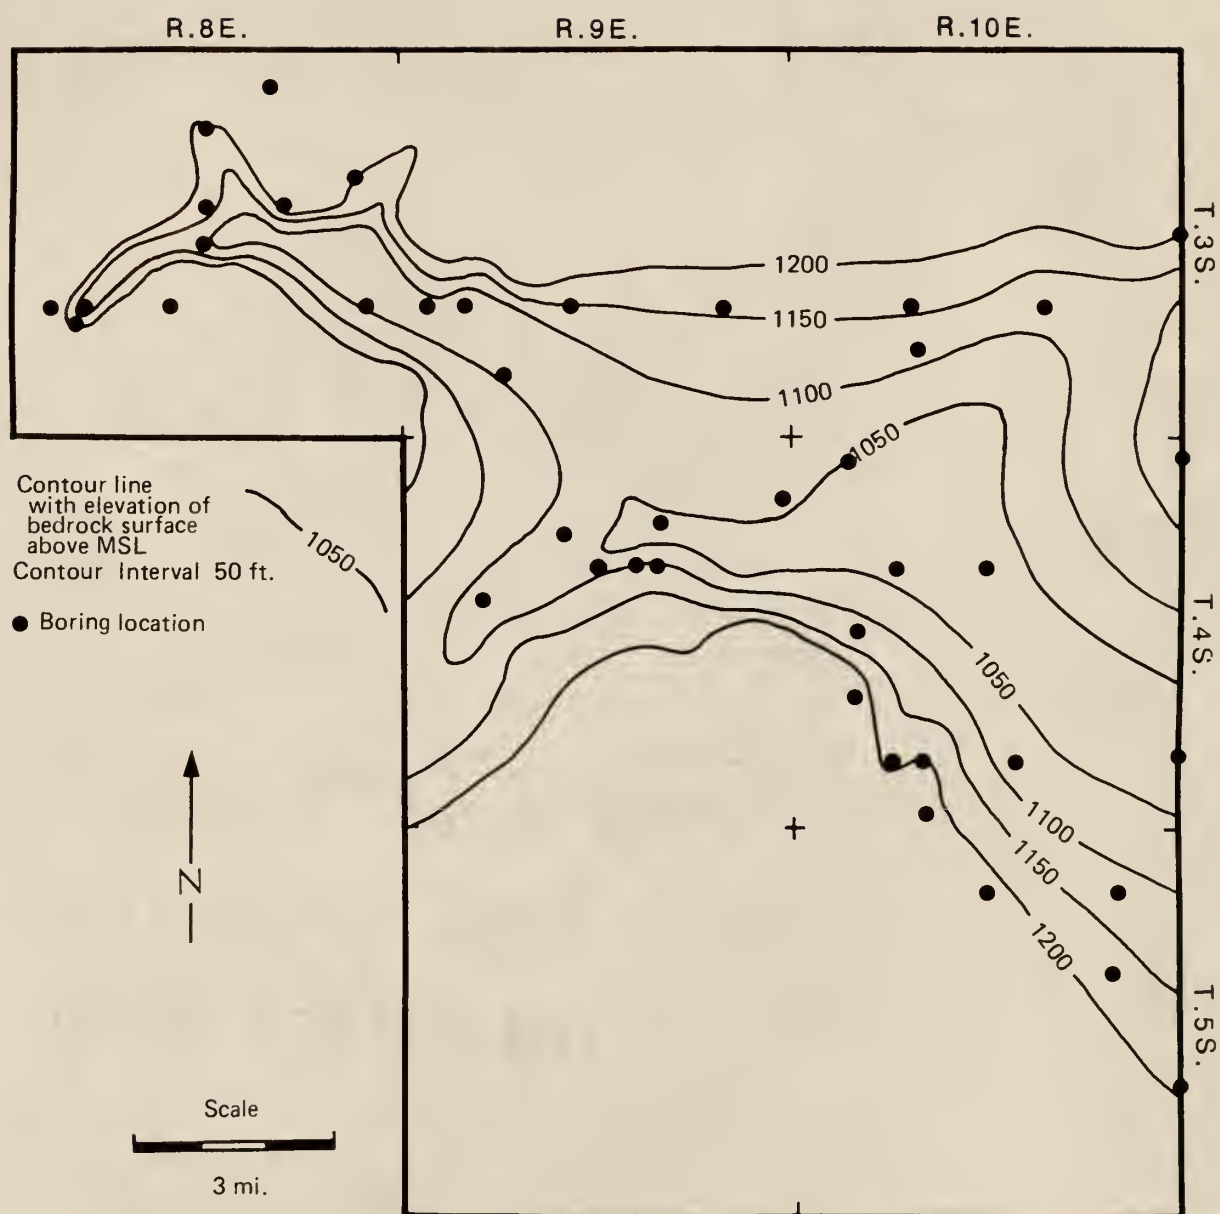 R.8E. R.9E. R.10E.
T.3S.
1200
1150
1100
1050
Contour line
with elevation of
bedrock surface
above MSL
Contour Interval 50 ft.
1050
Boring location
T.4S.
1050
N
1100
1150
1200
T.5S.
Scale
3 mi.